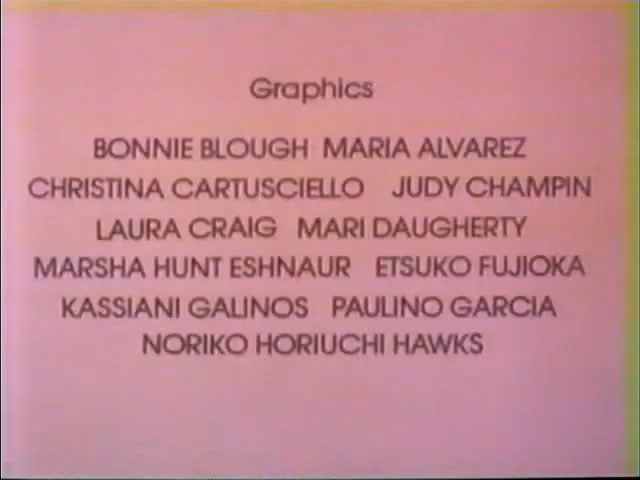 Graphics
BONNIE BLOUGH MARIA ALVAREZ
CHRISTINA CARTUSCIELLO JUDY CHAMPIN
LAURA CRAIG MARI DAUGHERTY
MARSHA HUNT ESHNAUR ETSUKO FUJIOKA
KASSIANI GALINOS PAULINO GARCIA
NORIKO HORIUCHI HAWKS